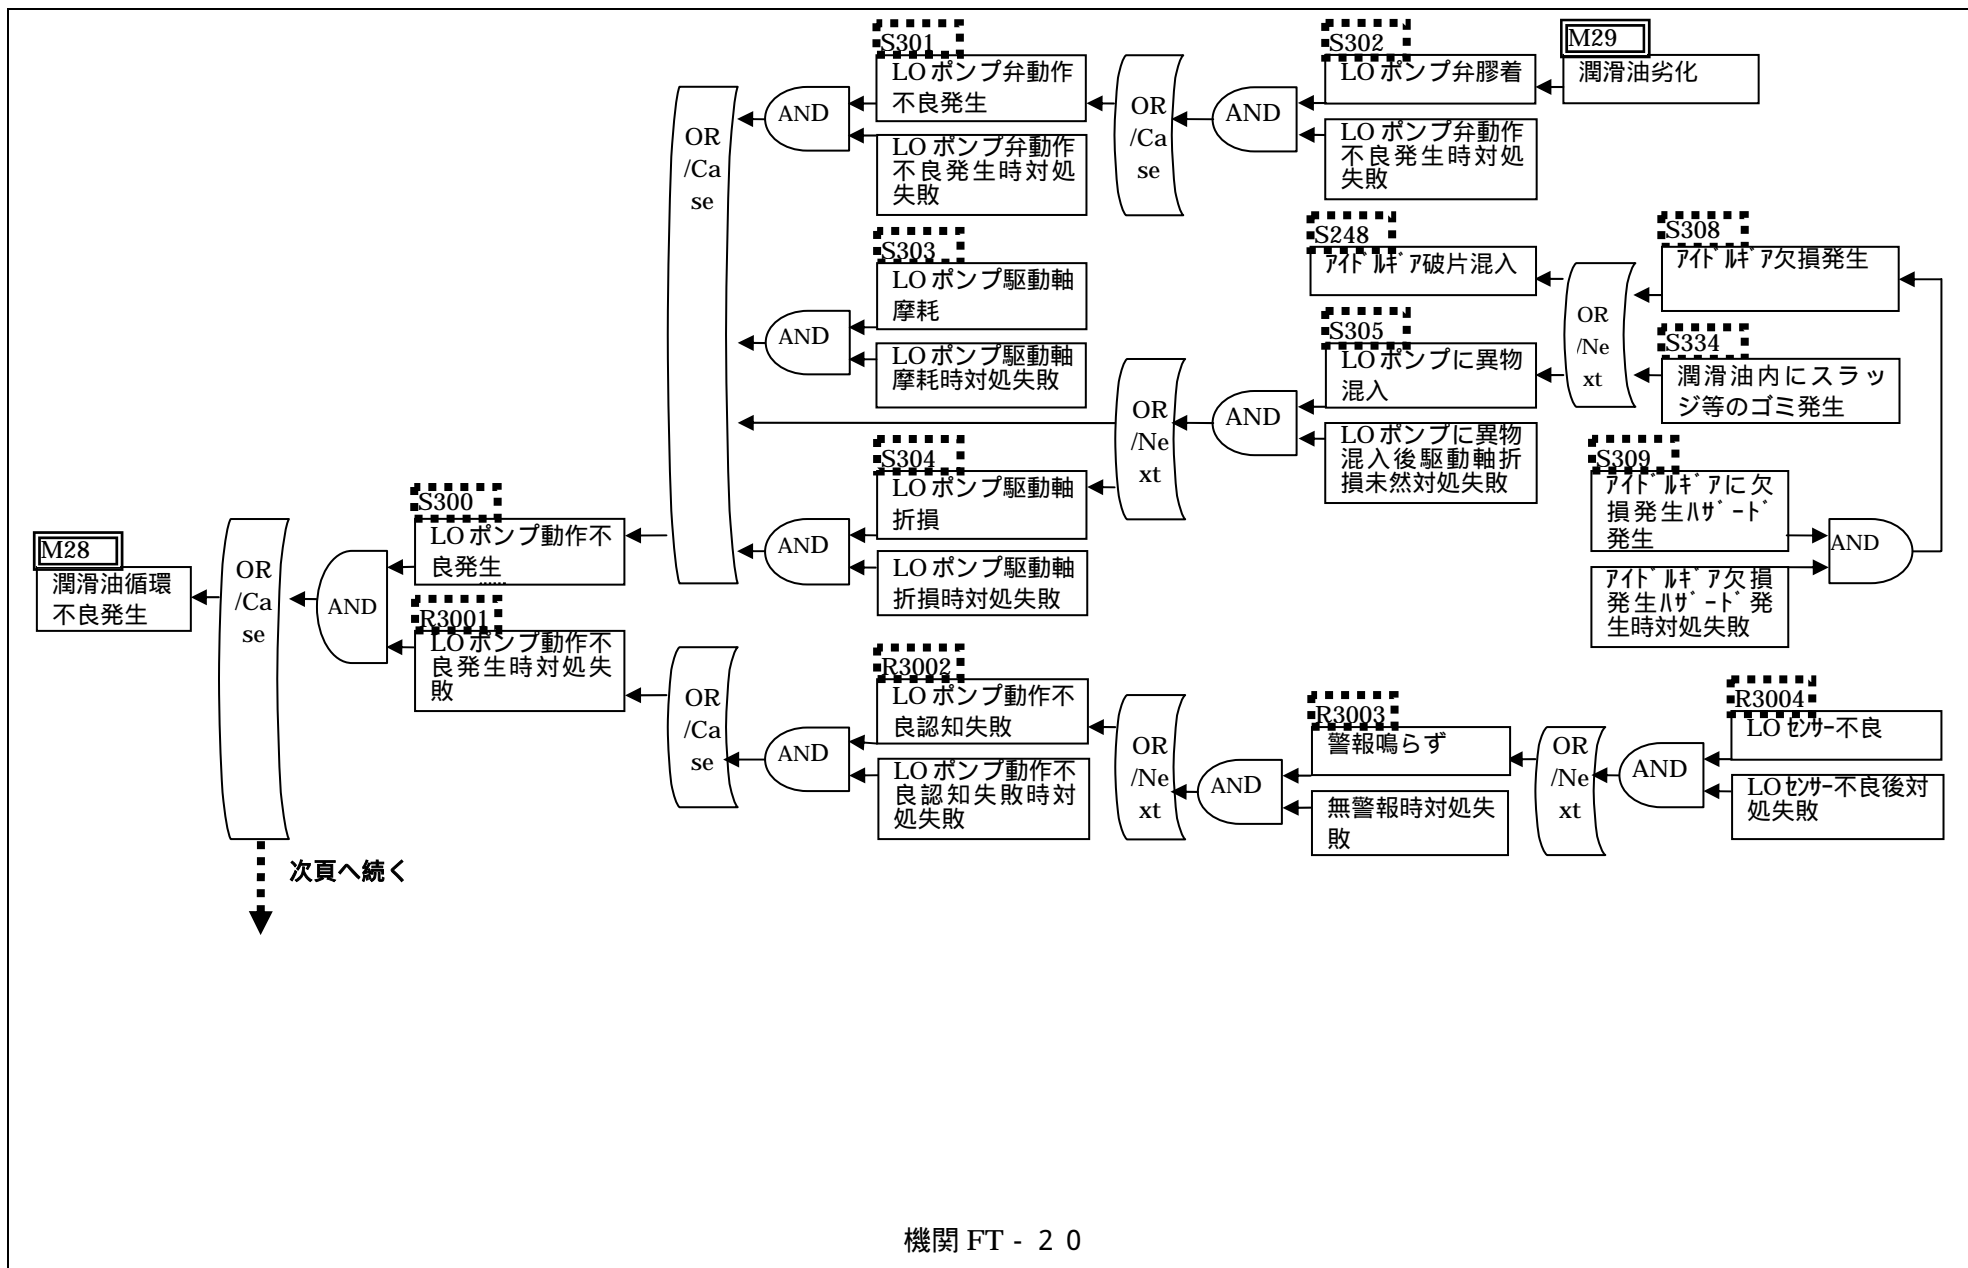 S301
LOポンプ弁動作
不良発生
LOポンプ弁動作
不良発生時対処
失敗
OR
/Ca
se
AND
OR
/Ca
se
AND
S302
LOポンプ弁膠着
LOポンプ弁動作
不良発生時対処
失敗
M29
潤滑油劣化
S303
LOポンプ駆動軸
摩耗
LOポンプ駆動軸
摩耗時対処失敗
AND
S248
ｱｲﾄﾞﾙｷﾞｱ破片混入
S305
LOポンプに異物
混入
LOポンプに異物
混入後駆動軸折
損未然対処失敗
OR
/Ne
xt
S308
ｱｲﾄﾞﾙｷﾞｱ欠損発生
S334
潤滑油内にスラッ
ジ等のゴミ発生
OR
/Ne
xt
AND
S304
LOポンプ駆動軸
折損
LOポンプ駆動軸
折損時対処失敗
AND
S309
ｱｲﾄﾞﾙｷﾞｱに欠
損発生ﾊｻﾞｰﾄﾞ
発生
ｱｲﾄﾞﾙｷﾞｱ欠損
発生ﾊｻﾞｰﾄﾞ発
生時対処失敗
AND
M28
潤滑油循環
不良発生
OR
/Ca
se
AND
S300
LOポンプ動作不
良発生
R3001
LOポンプ動作不
良発生時対処失
敗
OR
/Ca
se
AND
R3002
LOポンプ動作不
良認知失敗
LOポンプ動作不
良認知失敗時対
処失敗
OR
/Ne
xt
AND
R3003
警報鳴らず
無警報時対処失
敗
OR
/Ne
xt
AND
R3004
LOｾﾝｻｰ不良
LOｾﾝｻｰ不良後対
処失敗
次頁へ続く
機関 FT - ２０